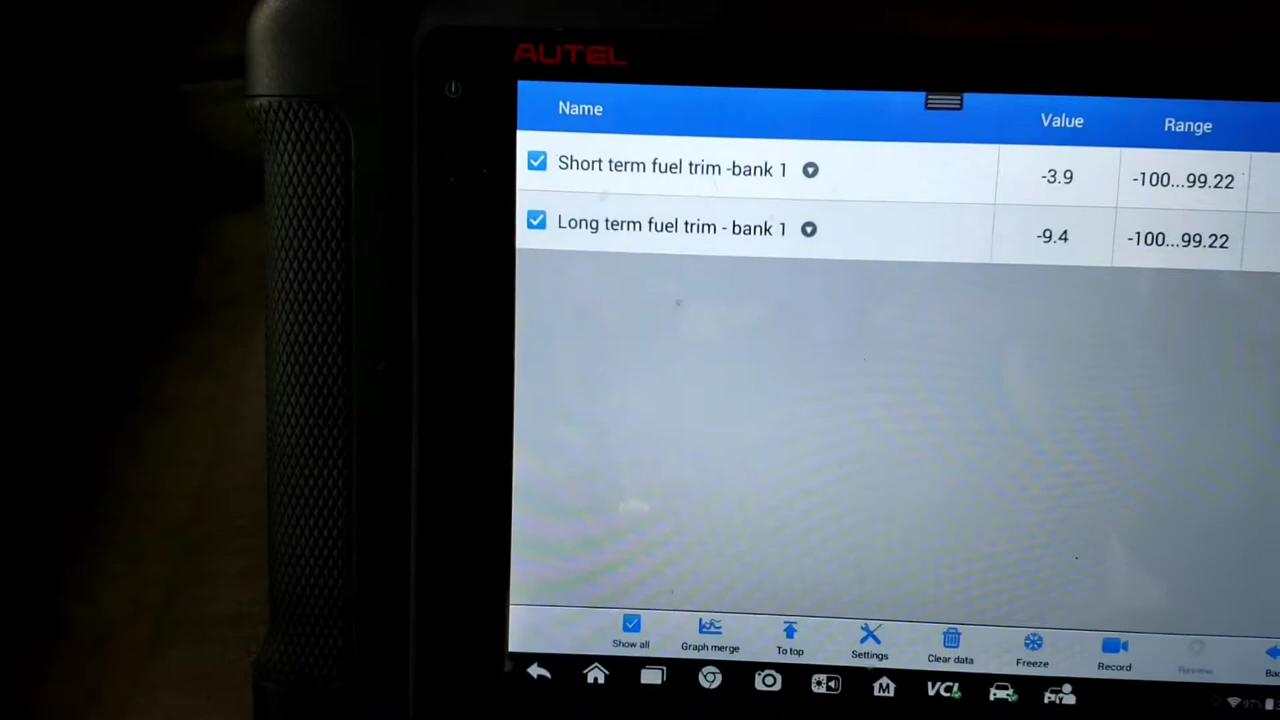 AUTEL
Name Value Range
Short term fuel trim -bank 1 -3.9 -100...99.22
Long term fuel trim - bank 1 -9.4 -100...99.22
Show all Graph merge To top Settings Clear data Freeze Record Review
M VCI
97%